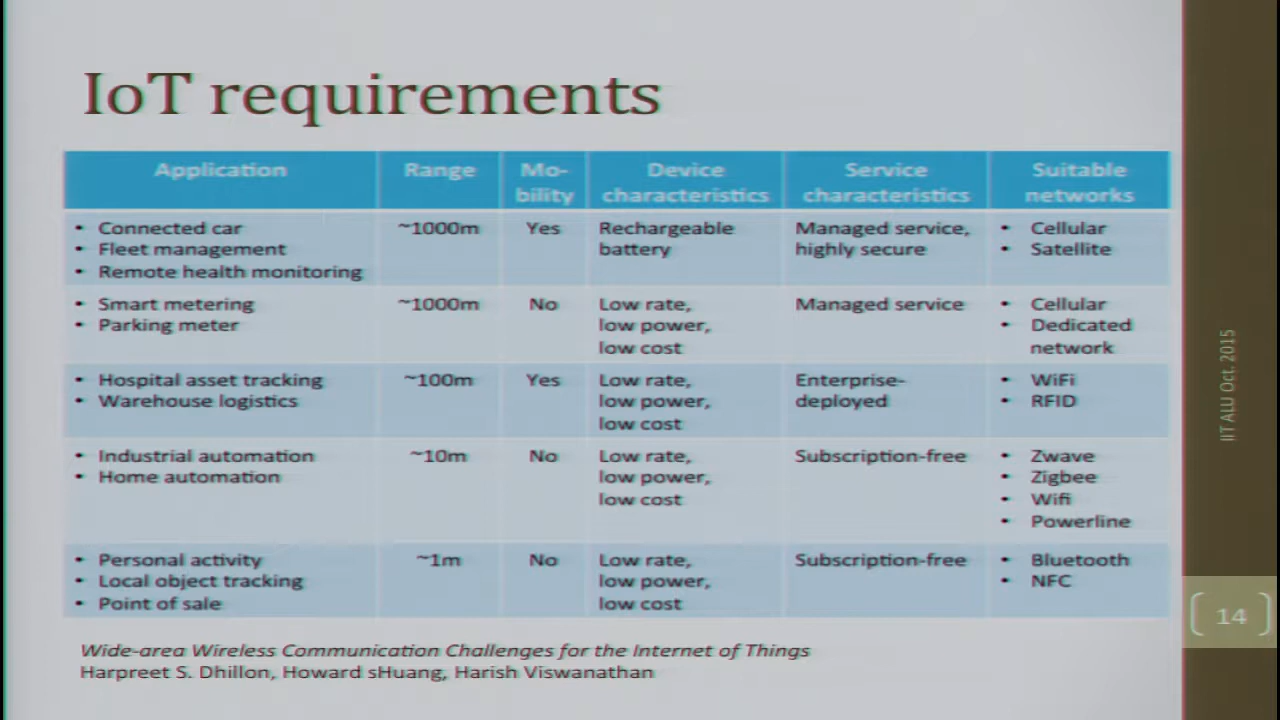 IoT requirements
Application Range Mo- Device Service Suitable
bility characteristics characteristics networks
• Connected car ~1000m Yes Rechargeable Managed service, • Cellular
• Fleet management battery highly secure • Satellite
• Remote health monitoring
• Smart metering ~1000m No Low rate, Managed service • Cellular
• Parking meter low power, • Dedicated
low cost network
• Hospital asset tracking ~100m Yes Low rate, Enterprise- • WiFi
• Warehouse logistics low power, deployed • RFID
low cost
• Industrial automation ~10m No Low rate, Subscription-free • Zwave
• Home automation low power, • Zigbee
low cost • Wifi
• Powerline
• Personal activity ~1m No Low rate, Subscription-free • Bluetooth
• Local object tracking low power, • NFC
• Point of sale low cost
Wide-area Wireless Communication Challenges for the Internet of Things
Harpreet S. Dhillon, Howard sHuang, Harish Viswanathan
IIT ALU Oct, 2015
14